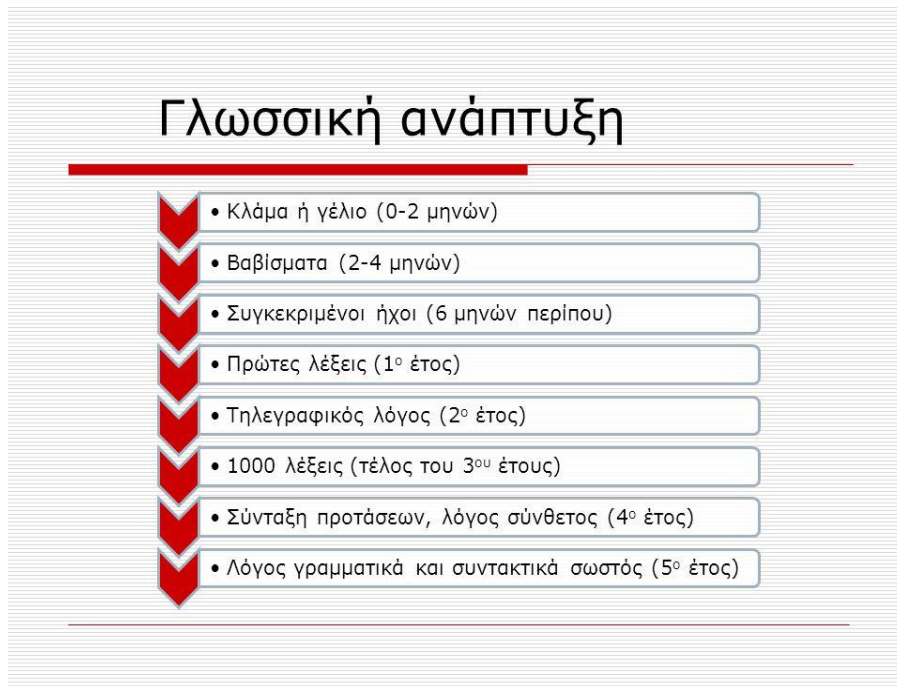 Γλωσσική ανάπτυξη
• Κλάμα ή γέλιο (0-2 μηνών)
• Βαβίσματα (2-4 μηνών)
• Συγκεκριμένοι ήχοι (6 μηνών περίπου)
• Πρώτες λέξεις (1ο έτος)
• Τηλεγραφικός λόγος (2ο έτος)
• 1000 λέξεις (τέλος του 3ου έτους)
• Σύνταξη προτάσεων, λόγος σύνθετος (4ο έτος)
• Λόγος γραμματικά και συντακτικά σωστός (5ο έτος)